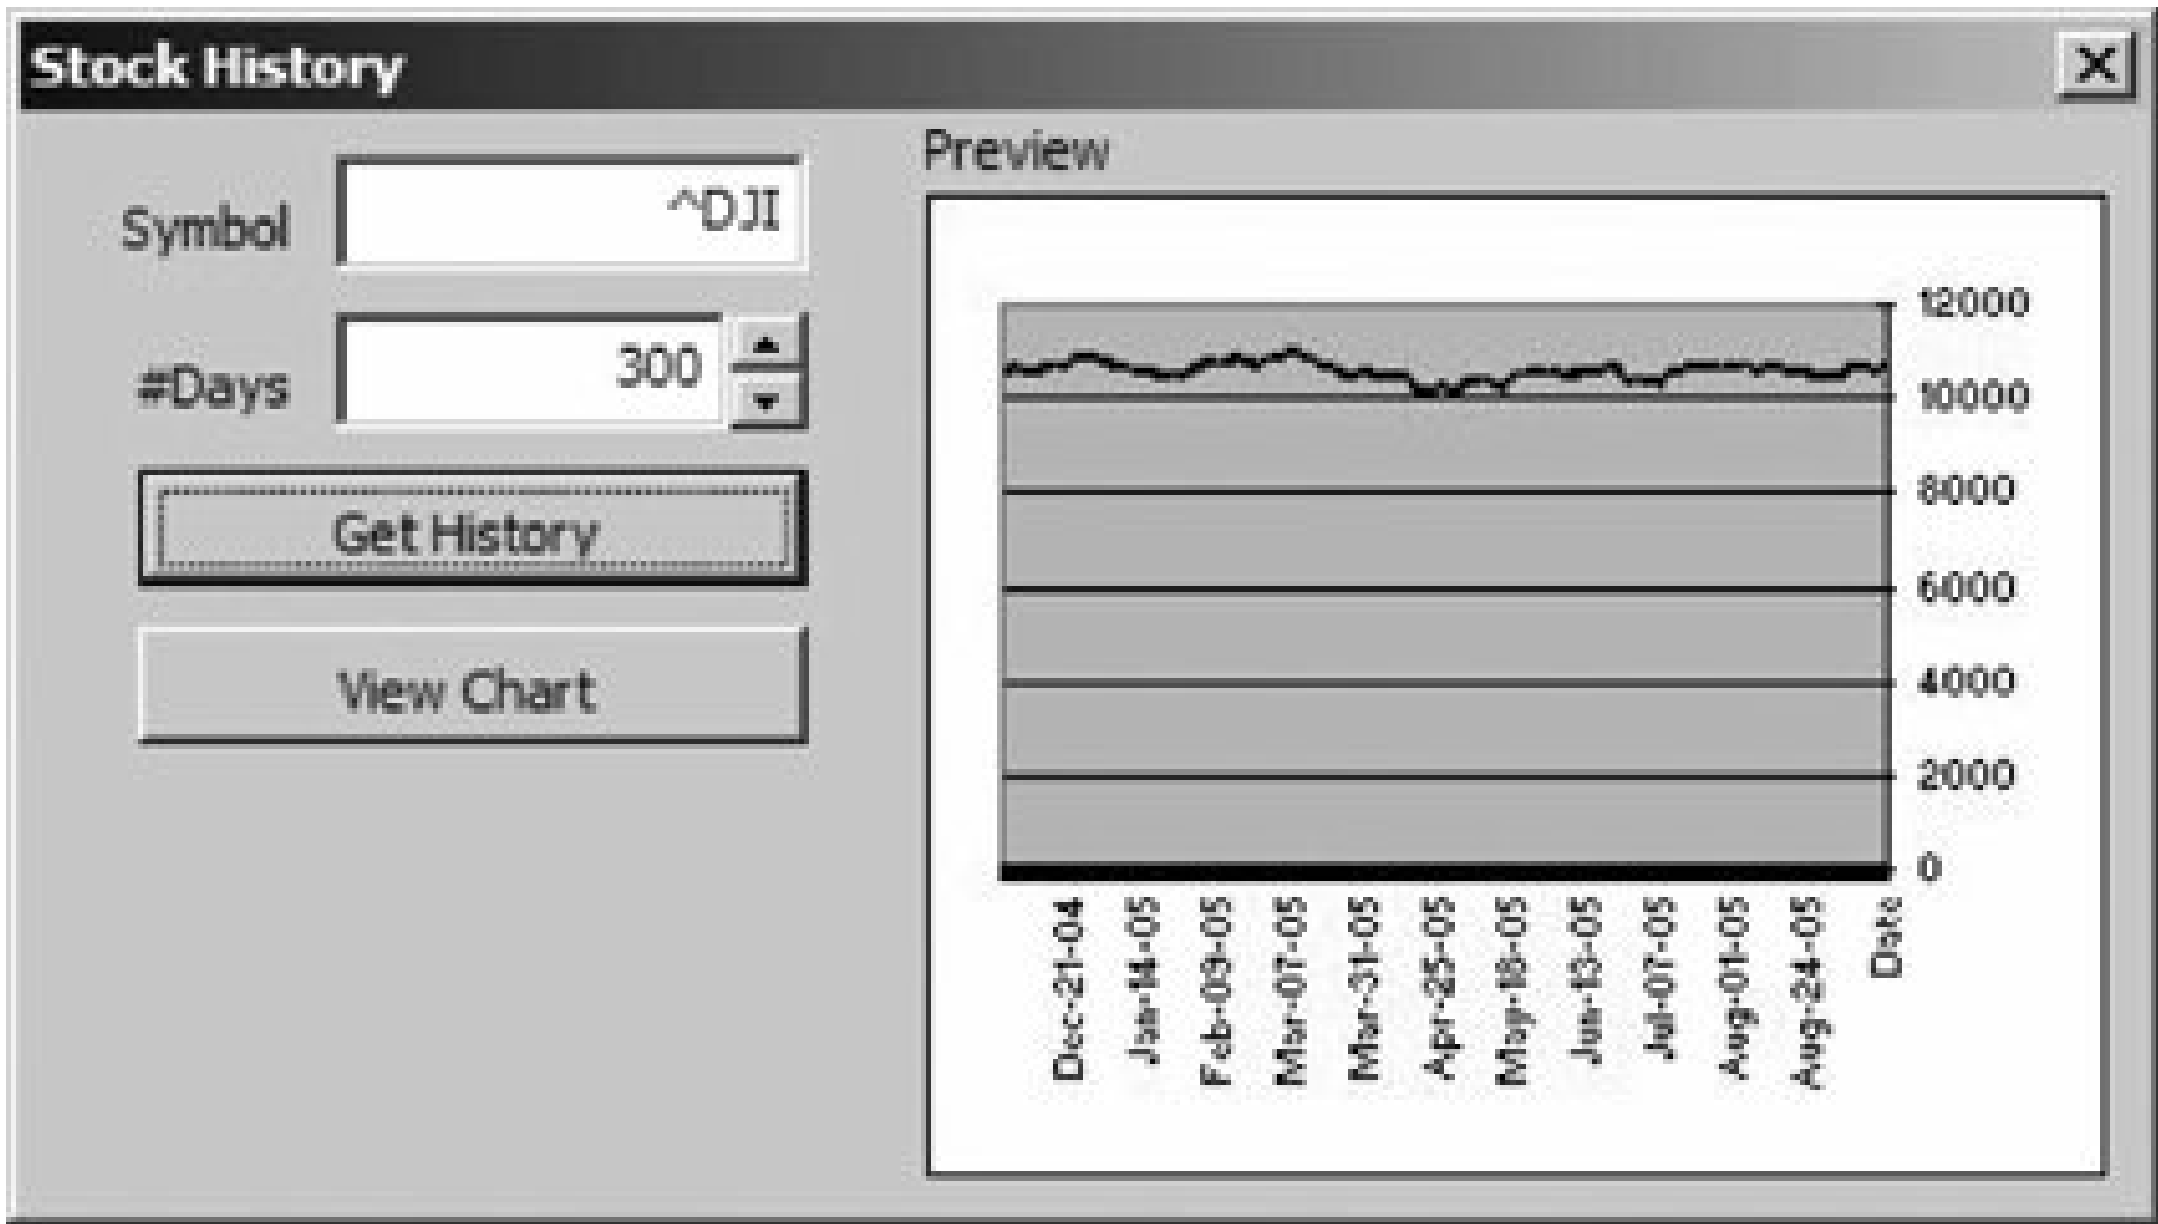 Stock History
Symbol
^DJI
#Days
300
Get History
View Chart
Preview
12000
10000
8000
6000
4000
2000
0
Dec-21-04
Jan-14-05
Feb-09-05
Mar-07-05
Mar-31-05
Apr-25-05
May-18-05
Jun-13-05
Jul-07-05
Aug-01-05
Aug-24-05
Date